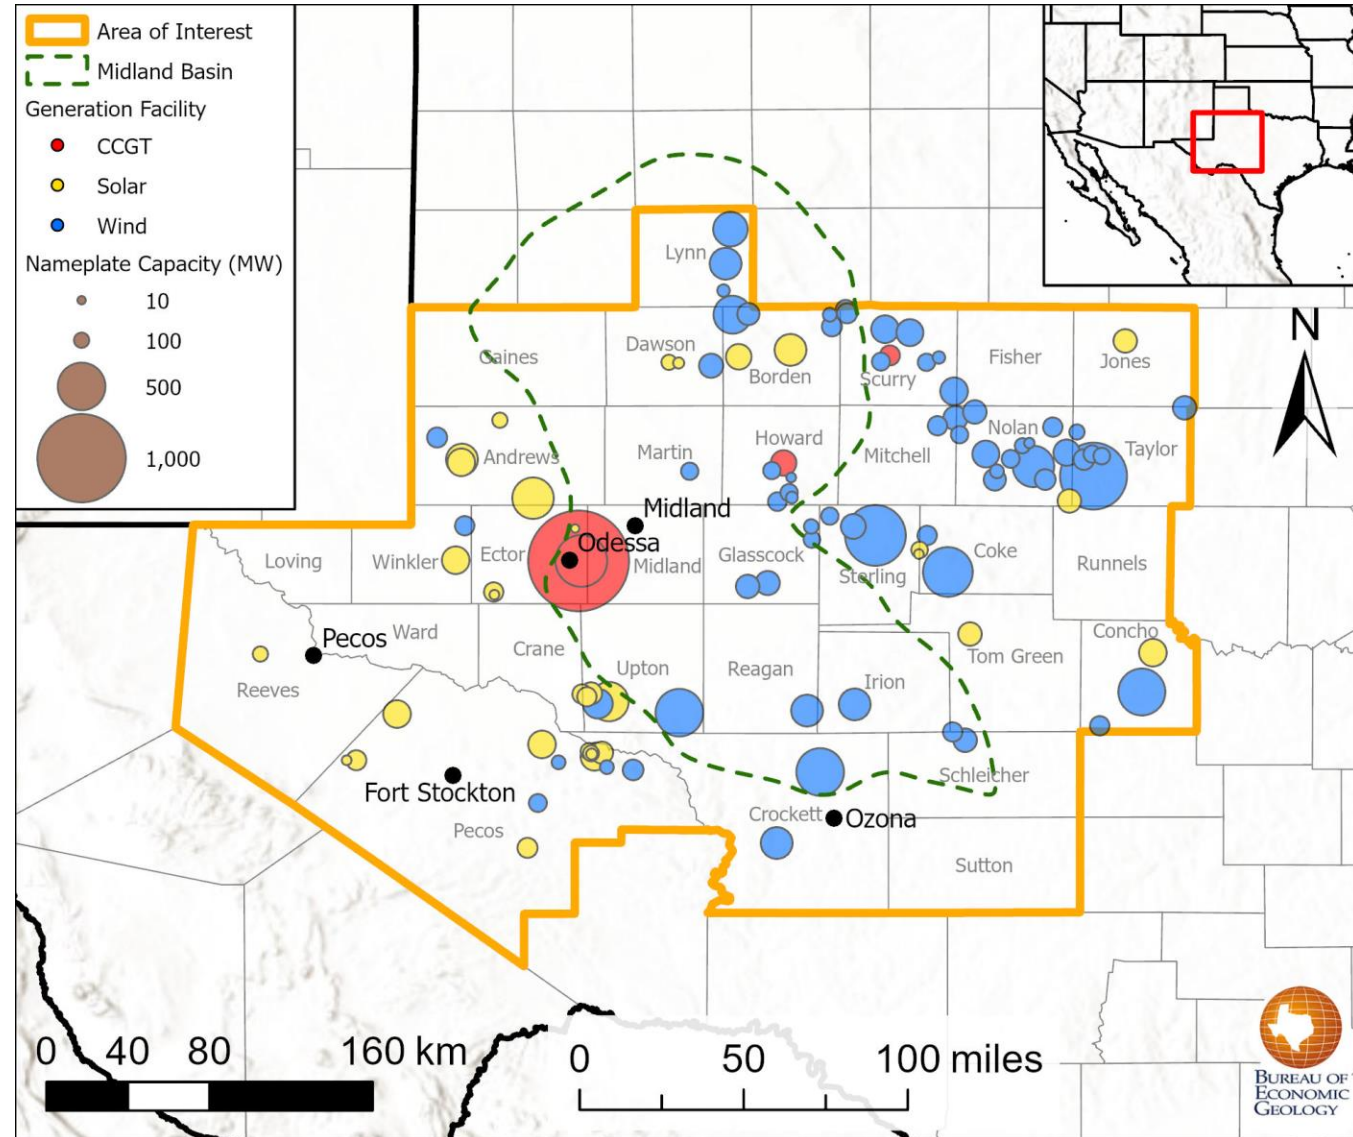 Area of Interest
Midland Basin
Generation Facility
CCGT
Solar
Wind
Nameplate Capacity (MW)
10
100
500
1,000
N
Lynn
Gaines
Dawson
Borden
Scurry
Fisher
Jones
Andrews
Martin
Howard
Mitchell
Nolan
Taylor
Midland
Odessa
Loving
Winkler
Ector
Midland
Glasscock
Sterling
Coke
Runnels
Pecos
Ward
Crane
Upton
Reagan
Irion
Tom Green
Concho
Reeves
Fort Stockton
Pecos
Crockett
Ozona
Schleicher
Sutton
0 40 80 160 km
0 50 100 miles
BUREAU OF
ECONOMIC
GEOLOGY